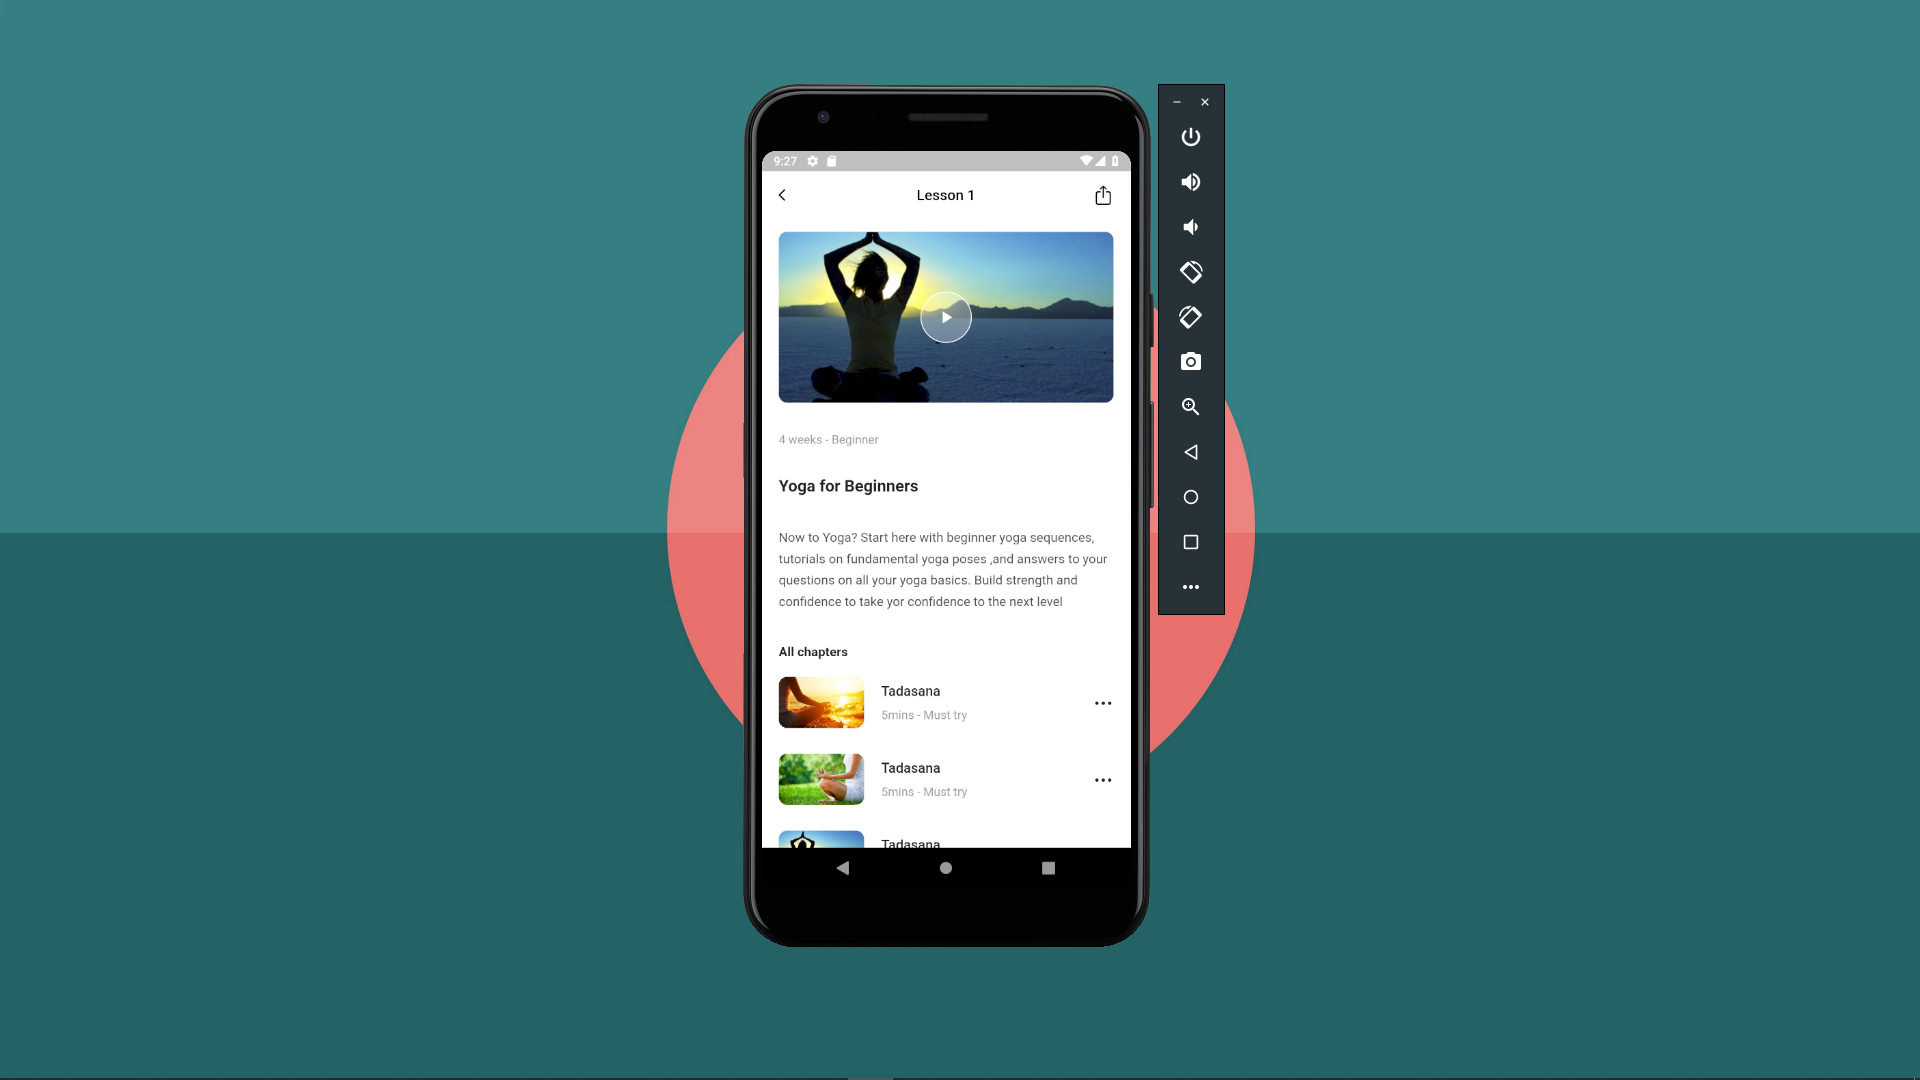 9:27
Lesson 1
4 weeks - Beginner
Yoga for Beginners
Now to Yoga? Start here with beginner yoga sequences,
tutorials on fundamental yoga poses ,and answers to your
questions on all your yoga basics. Build strength and
confidence to take yor confidence to the next level
All chapters
Tadasana
5mins - Must try
Tadasana
5mins - Must try
Tadasana